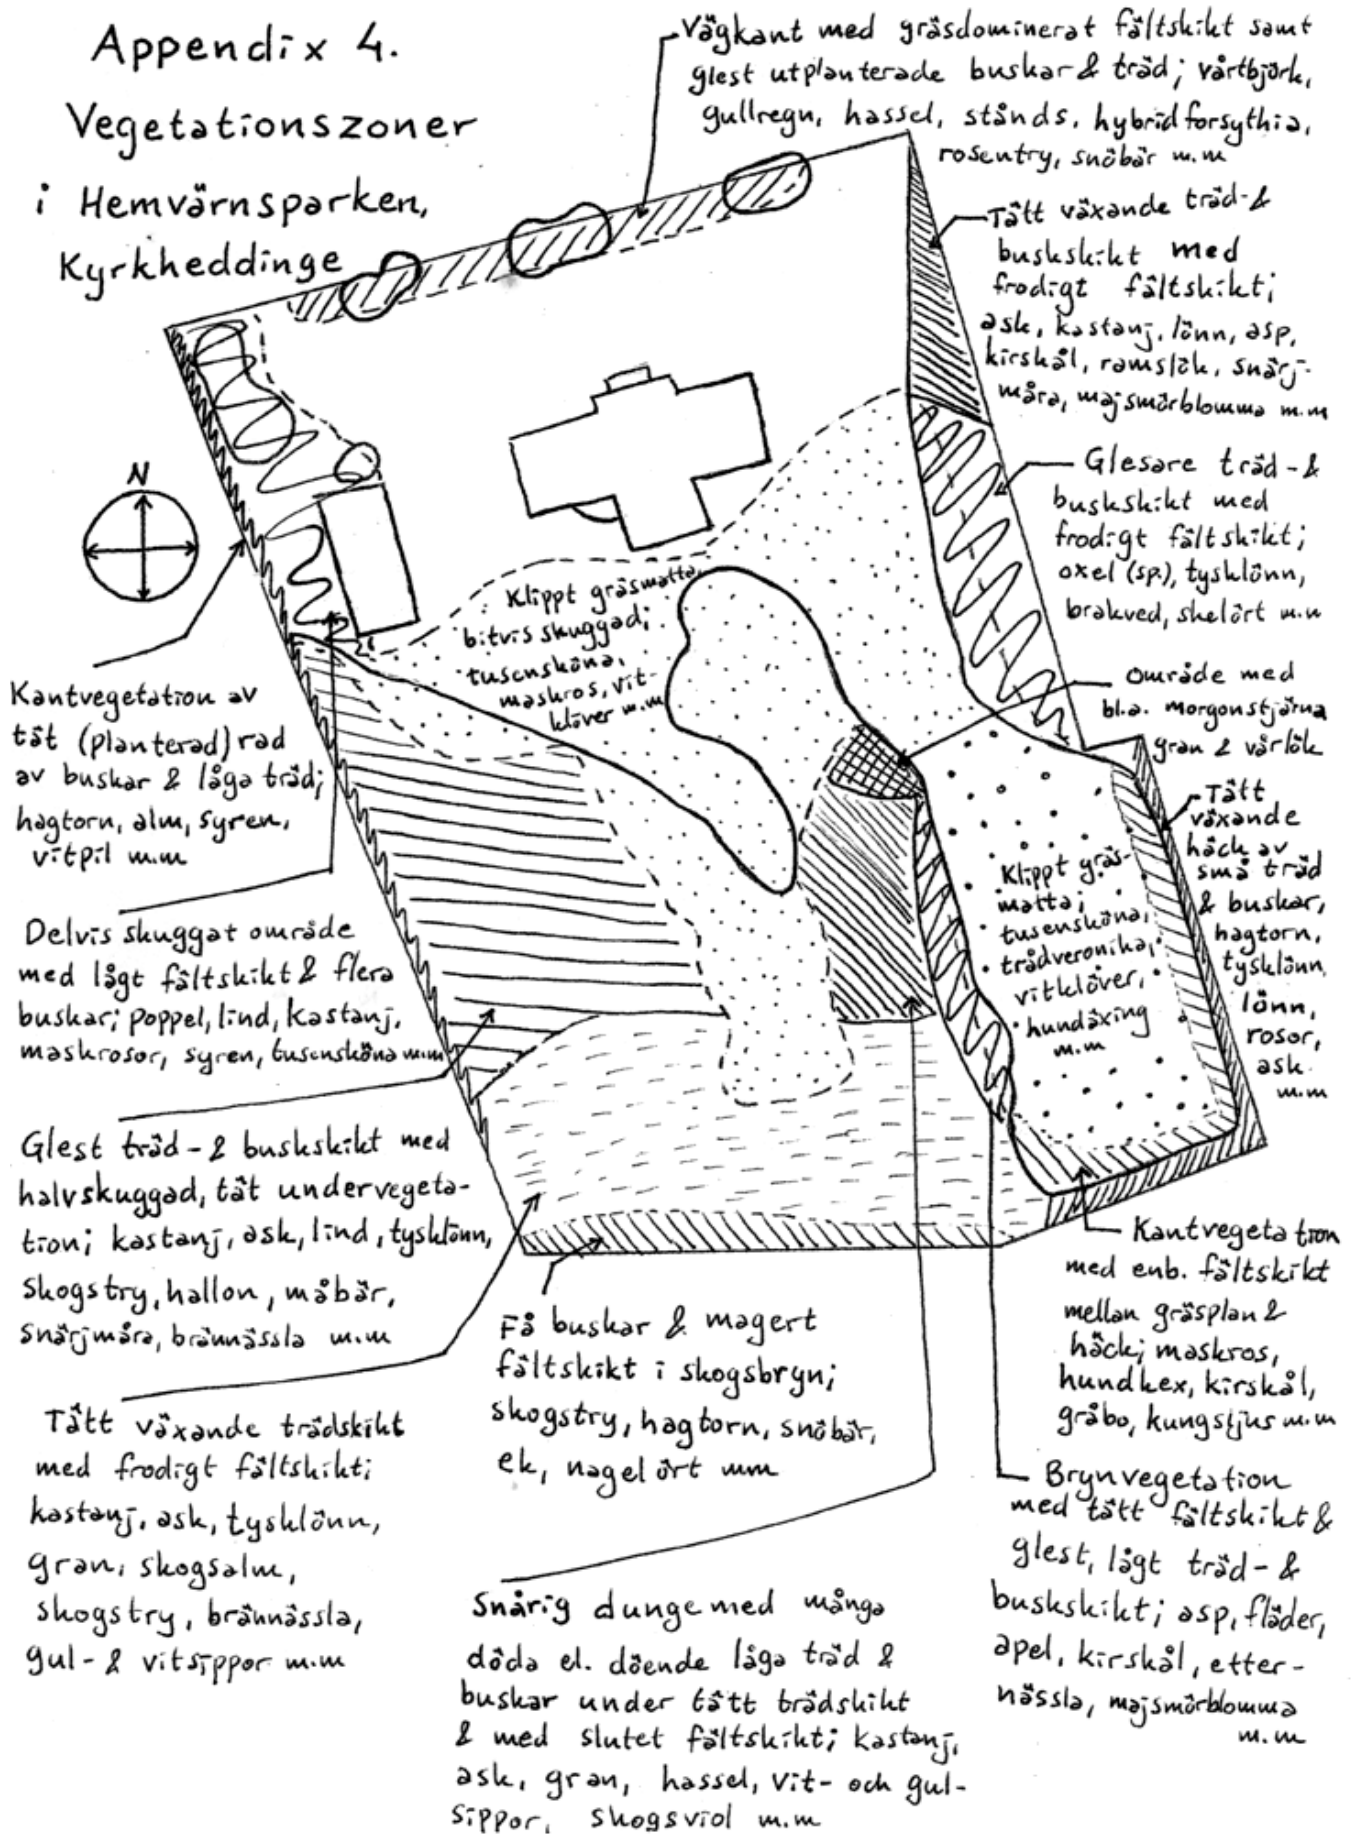 Appendix 4.
Vegetationszoner
i Hemvärnsparken,
Kyrkheddinge
Vägkant med gräsdominerat fältskikt samt
glest utplanterade buskar & träd; vårtbjörk,
gullregn, hassel, stånds, hybridforsythia,
rosentry, snöbär m.m
Tätt växande träd- &
buskskikt med
frodigt fältskikt;
ask, kastanj, lönn, asp,
kirskål, ramslök, snärj-
måra, majsmörblomma m.m
Glesare träd- &
buskskikt med
frodigt fältskikt;
oxel (sp.), tysklönn,
brakved, skelört m.m
Område med
bl.a. morgonstjärna
gran & vårlök
Tätt
växande
häck av
små träd
& buskar,
hagtorn,
tysklönn,
lönn,
rosor,
ask
m.m
N
Klippt gräsmatta,
bitvis skuggad;
tusensköna,
maskros, vit-
klöver m.m
Klippt gräs-
matta;
tusensköna,
trådveronika,
vitklöver,
hundäxing
m.m
Kantvegetation av
tät (planterad) rad
av buskar & låga träd;
hagtorn, alm, syren,
vitpil m.m
Delvis skuggat område
med lågt fältskikt & flera
buskar; poppel, lind, kastanj,
maskrosor, syren, tusensköna m.m
Glest träd- & buskskikt med
halvskuggad, tät undervegeta-
tion; kastanj, ask, lind, tysklönn,
skogstry, hallon, måbär,
snärjmåra, brännässla m.m
Tätt växande trädskikt
med frodigt fältskikt;
kastanj, ask, tysklönn,
gran, skogsalm,
skogstry, brännässla,
gul- & vitsippor m.m
Få buskar & magert
fältskikt i skogsbryn;
skogstry, hagtorn, snöbär,
ek, nagelört mm
Snårig dunge med många
döda el. döende låga träd &
buskar under tätt trädskikt
& med slutet fältskikt; kastanj,
ask, gran, hassel, vit- och gul-
sippor, skogsviol m.m
Kantvegetation
med enb. fältskikt
mellan gräsplan &
häck; maskros,
hundkex, kirskål,
gråbo, kungsljus m.m
Brynvegetation
med tätt fältskikt &
glest, lågt träd- &
buskskikt; asp, fläder,
apel, kirskål, etter-
nässla, majsmörblomma
m.m